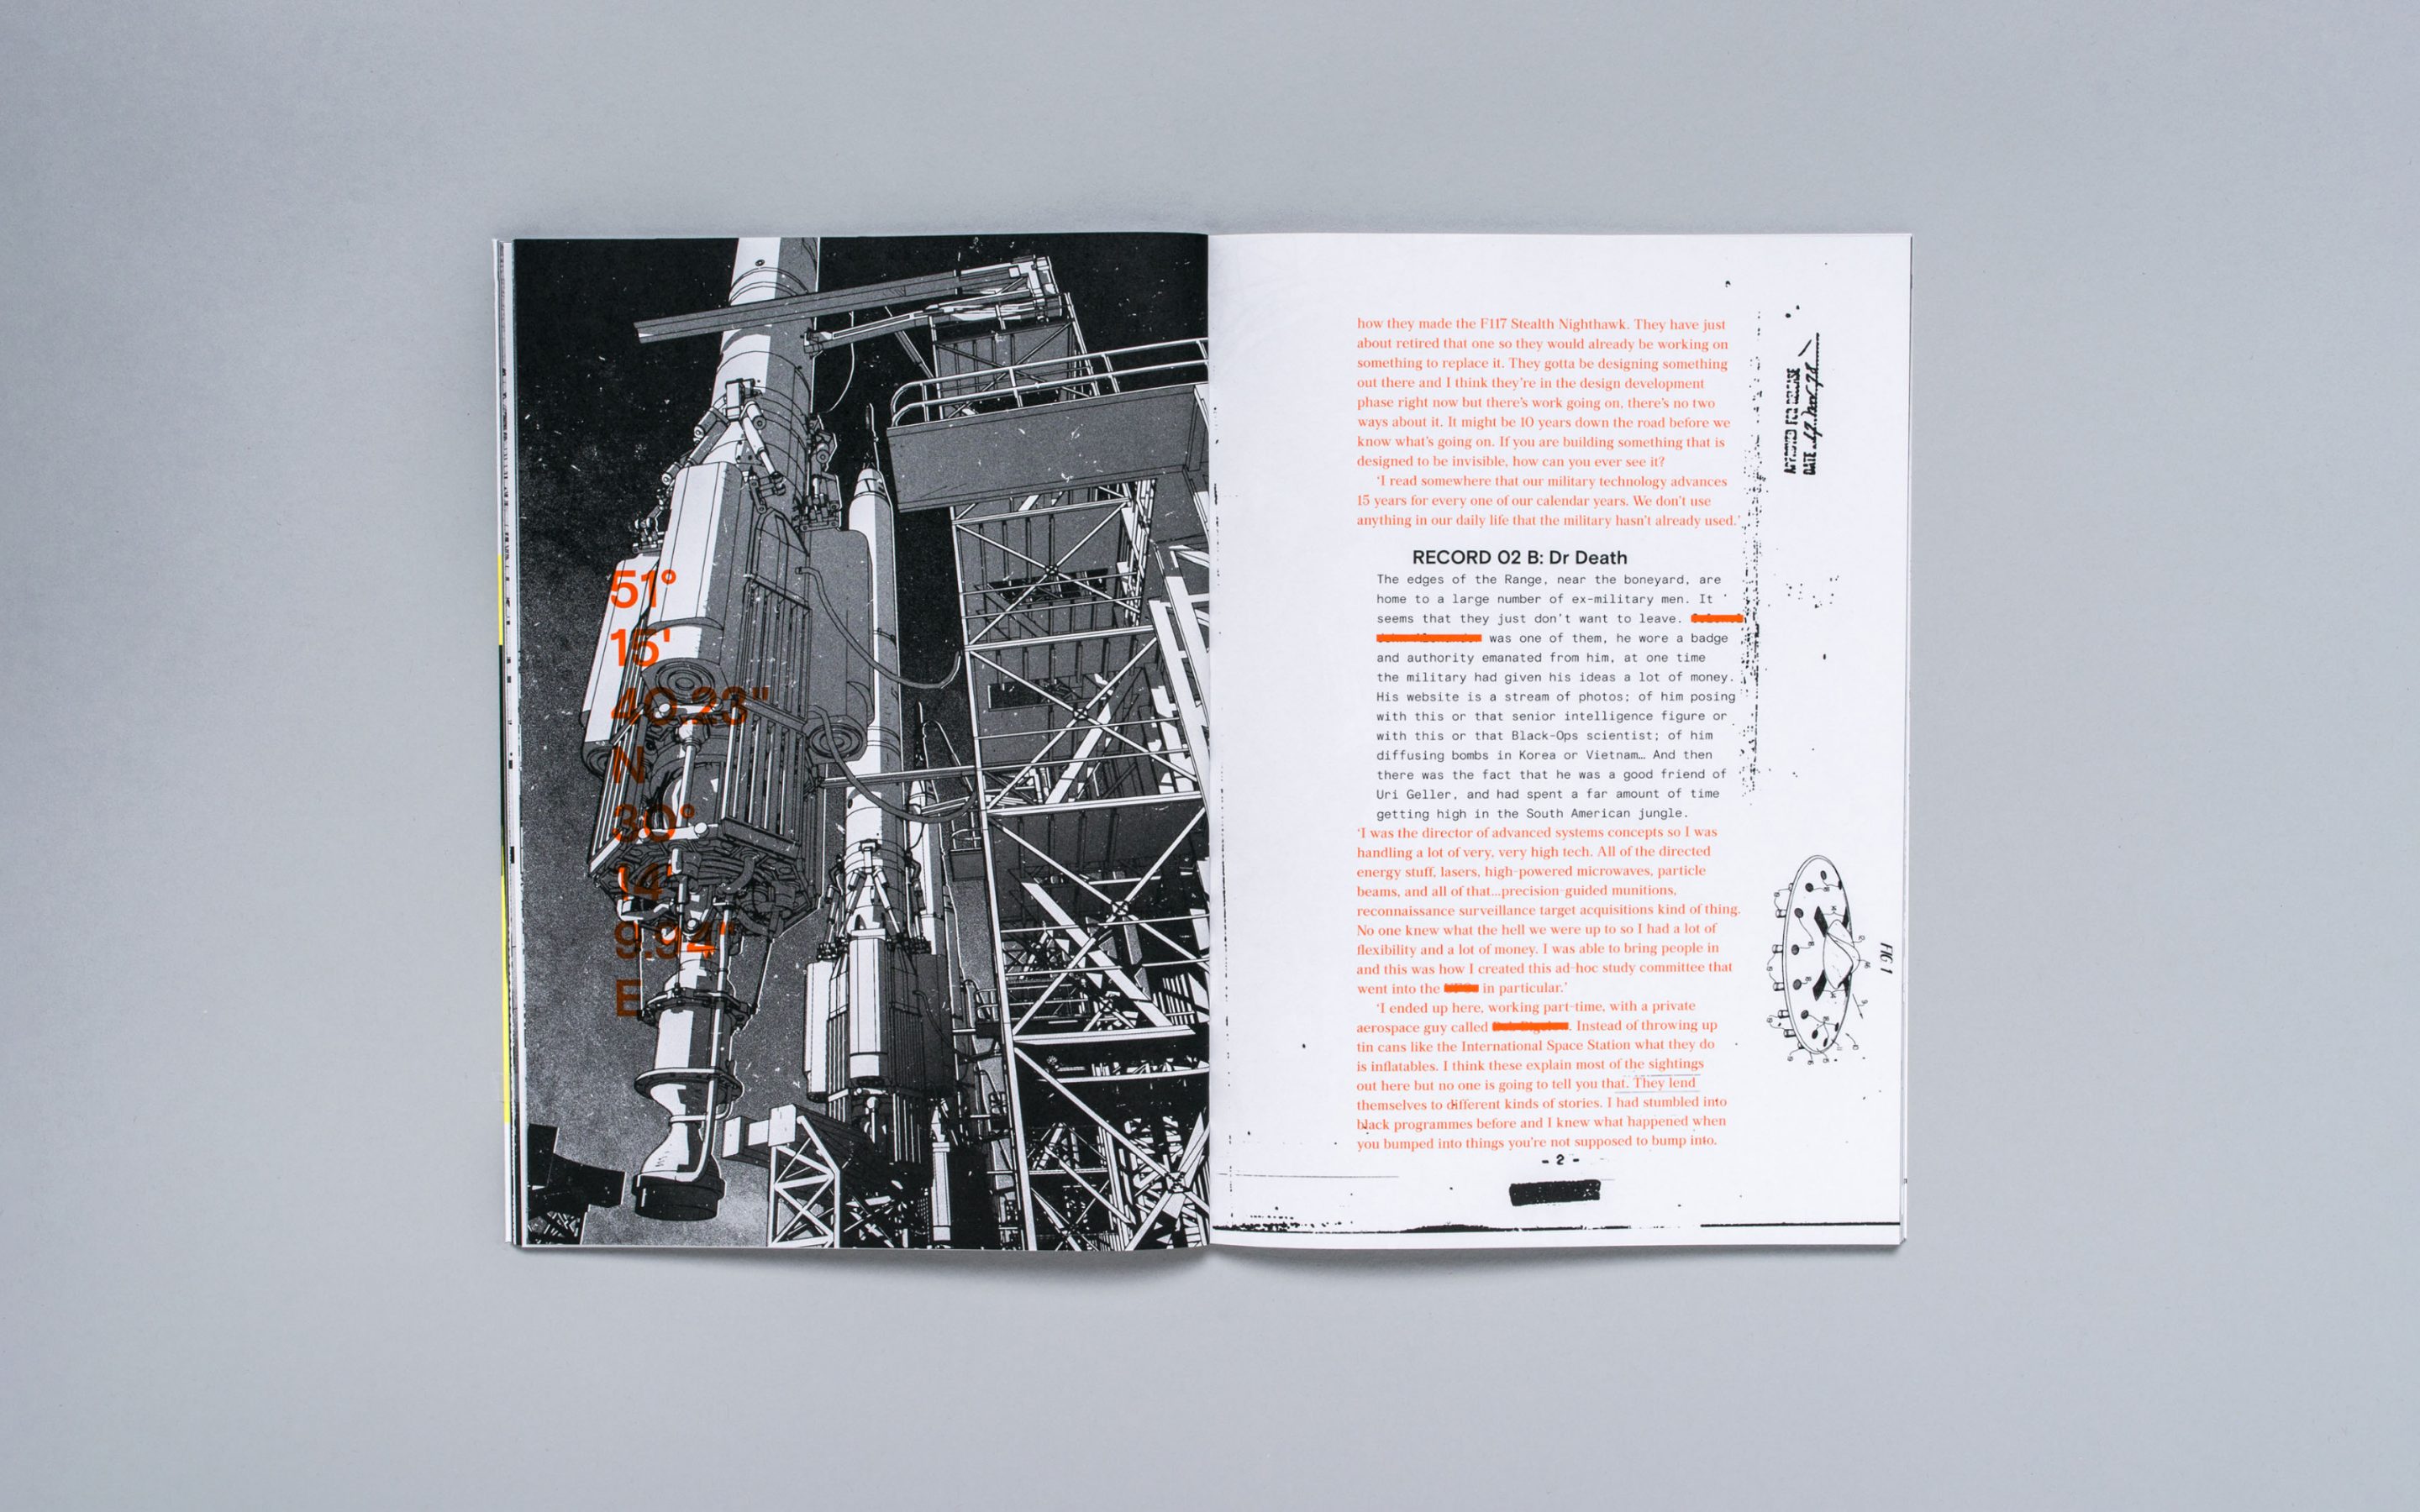 51°
15'
40.23"
N
30°
14'
9.94"
E
how they made the F117 Stealth Nighthawk. They have just
about retired that one so they would already be working on
something to replace it. They gotta be designing something
out there and I think they're in the design development
phase right now but there's work going on, there's no two
ways about it. It might be 10 years down the road before we
know what's going on. If you are building something that is
designed to be invisible, how can you ever see it?
'I read somewhere that our military technology advances
15 years for every one of our calendar years. We don't use
anything in our daily life that the military hasn't already used.'
RECORD 02 B: Dr Death
The edges of the Range, near the boneyard, are
home to a large number of ex-military men. It
seems that they just don't want to leave.
was one of them, he wore a badge
and authority emanated from him, at one time
the military had given his ideas a lot of money.
His website is a stream of photos; of him posing
with this or that senior intelligence figure or
with this or that Black-Ops scientist; of him
diffusing bombs in Korea or Vietnam… And then
there was the fact that he was a good friend of
Uri Geller, and had spent a far amount of time
getting high in the South American jungle.
'I was the director of advanced systems concepts so I was
handling a lot of very, very high tech. All of the directed
energy stuff, lasers, high-powered microwaves, particle
beams, and all of that...precision-guided munitions,
reconnaissance surveillance target acquisitions kind of thing.
No one knew what the hell we were up to so I had a lot of
flexibility and a lot of money. I was able to bring people in
and this was how I created this ad-hoc study committee that
went into the in particular.'
'I ended up here, working part-time, with a private
aerospace guy called . Instead of throwing up
tin cans like the International Space Station what they do
is inflatables. I think these explain most of the sightings
out here but no one is going to tell you that. They lend
themselves to different kinds of stories. I had stumbled into
black programmes before and I knew what happened when
you bumped into things you're not supposed to bump into.
- 2 -
APPROVED FOR RELEASE
DATE
FIG 1